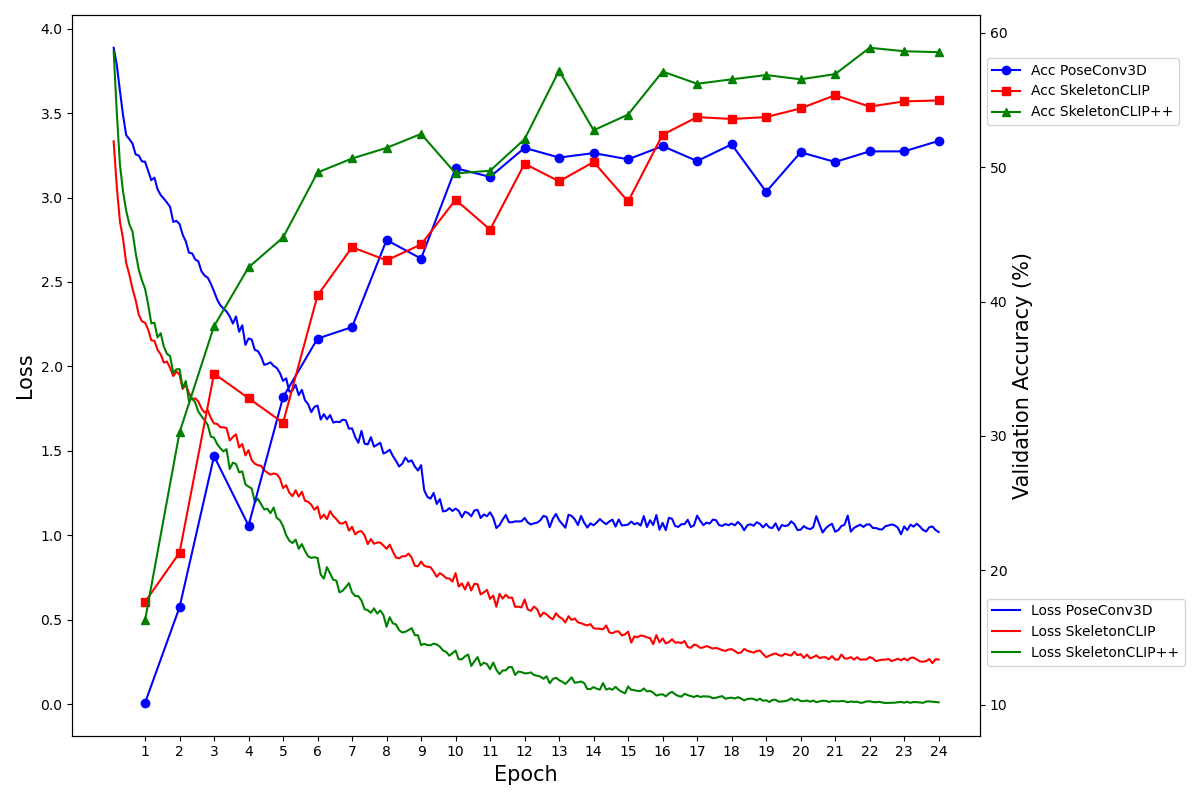 4.0
3.5
3.0
2.5
2.0
1.5
1.0
0.5
0.0
Loss
1 2 3 4 5 6 7 8 9 10 11 12 13 14 15 16 17 18 19 20 21 22 23 24
Epoch
60
50
40
30
20
10
Validation Accuracy (%)
Acc PoseConv3D
Acc SkeletonCLIP
Acc SkeletonCLIP++
Loss PoseConv3D
Loss SkeletonCLIP
Loss SkeletonCLIP++